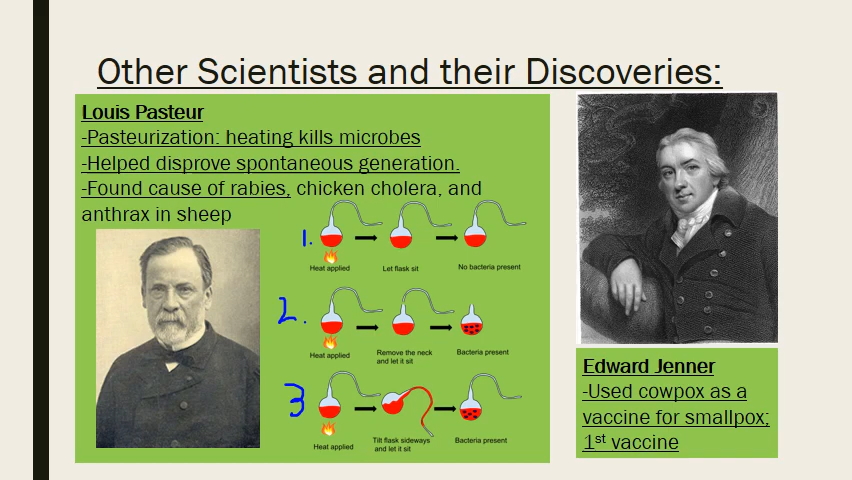 Other Scientists and their Discoveries:
Louis Pasteur
-Pasteurization: heating kills microbes
-Helped disprove spontaneous generation.
-Found cause of rabies, chicken cholera, and
anthrax in sheep
1.
Heat applied
Let flask sit
No bacteria present
2.
Heat applied
Remove the neck
and let it sit
Bacteria present
3
Heat applied
Tilt flask sideways
and let it sit
Bacteria present
Edward Jenner
-Used cowpox as a
vaccine for smallpox;
1st vaccine